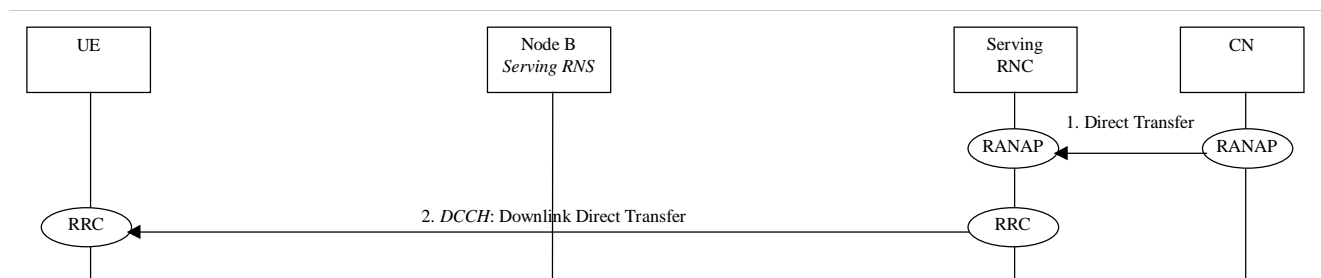 UE
Node B
Serving RNS
Serving
RNC
CN
1. Direct Transfer
RANAP
RANAP
RRC
2. DCCH: Downlink Direct Transfer
RRC